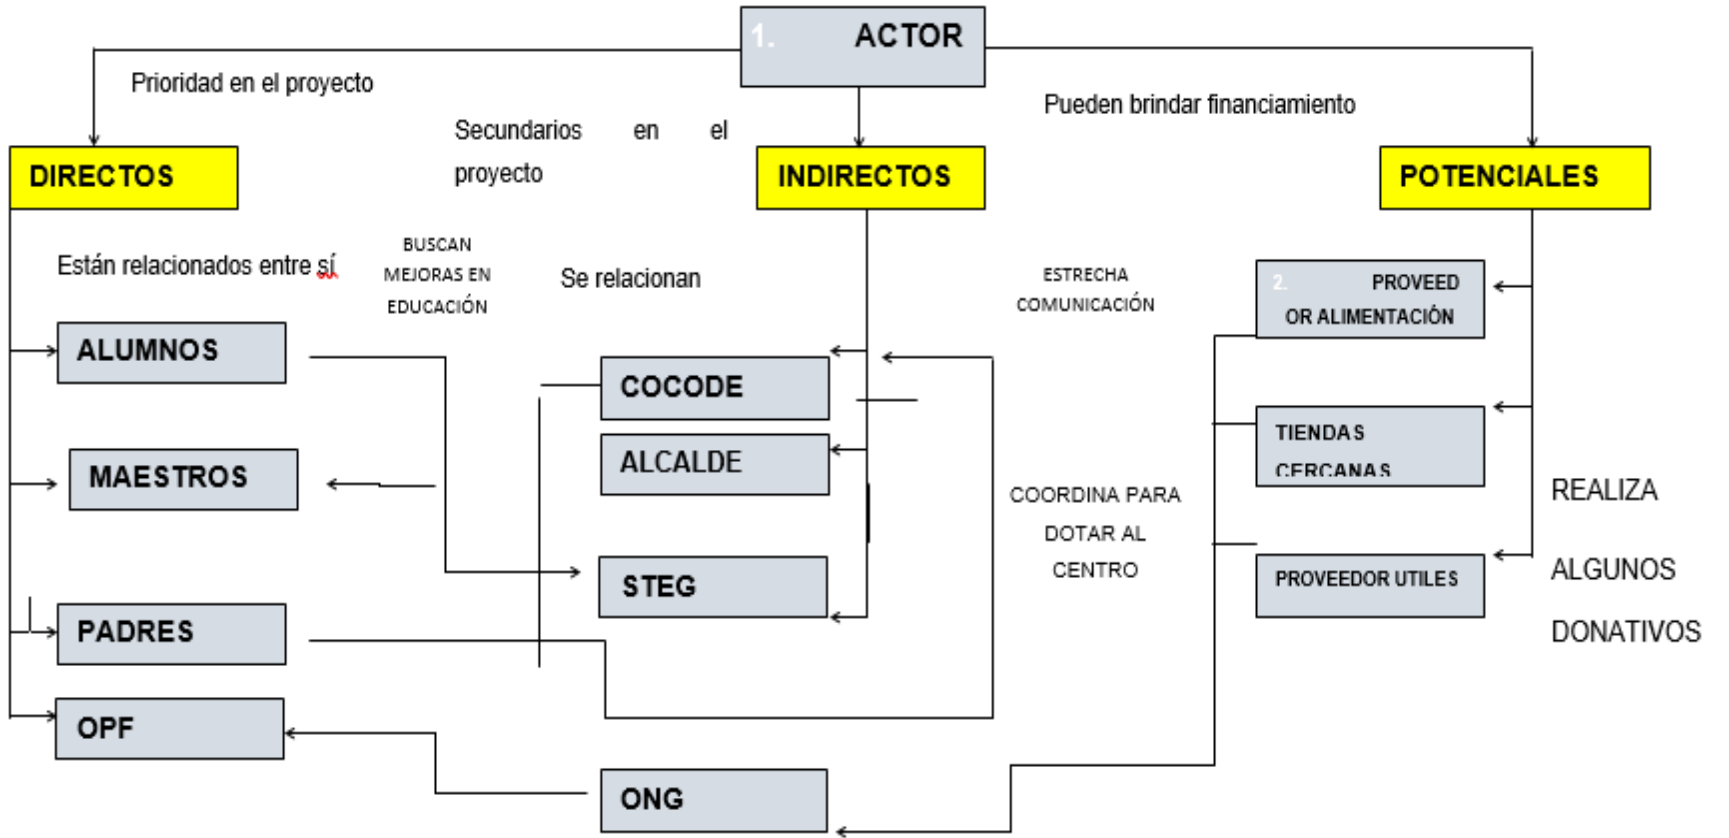 1. ACTOR
Prioridad en el proyecto
Pueden brindar financiamiento
Secundarios en el
proyecto
DIRECTOS
INDIRECTOS
POTENCIALES
Están relacionados entre sí
BUSCAN
MEJORAS EN
EDUCACIÓN
Se relacionan
ESTRECHA
COMUNICACIÓN
2. PROVEED
OR ALIMENTACIÓN
ALUMNOS
COCODE
TIENDAS
CERCANAS
MAESTROS
ALCALDE
COORDINA PARA
DOTAR AL
CENTRO
REALIZA
ALGUNOS
DONATIVOS
STEG
PROVEEDOR UTILES
PADRES
OPF
ONG